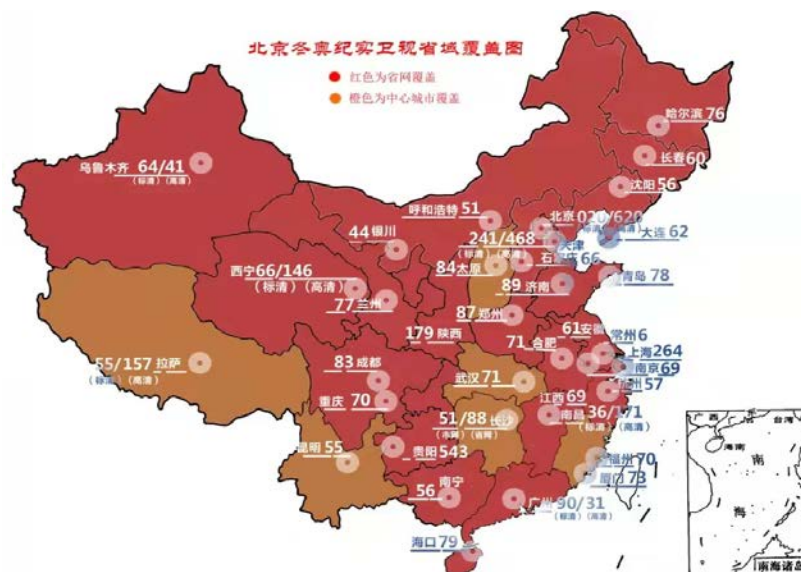 北京冬奥纪实卫视省域覆盖图
红色为省网覆盖
橙色为中心城市覆盖
哈尔滨 76
长春 60
沈阳 56
乌鲁木齐 64/41
(标清) (高清)
呼和浩特 51
北京 020/620
大连 62
44 银川
241/468
(标清) (高清)
天津
石家庄 66
84 太原
西宁 66/146
(标清) (高清)
青岛 78
89 济南
77 兰州
87 郑州
179 陕西
61 安徽
常州 6
71 合肥
上海 264
55/157 拉萨
(标清) (高清)
83 成都
南京 69
武汉 71
州 57
重庆 70
江西 69
51/88 长沙
(市网) (省网)
南昌 36/171
(标清) (高清)
昆明 55
贵阳 543
福州 70
厦门 73
56 南宁
广州 90/31
(标清) (高清)
海口 79
广西
广东
台湾
海南
南
海
南海诸岛